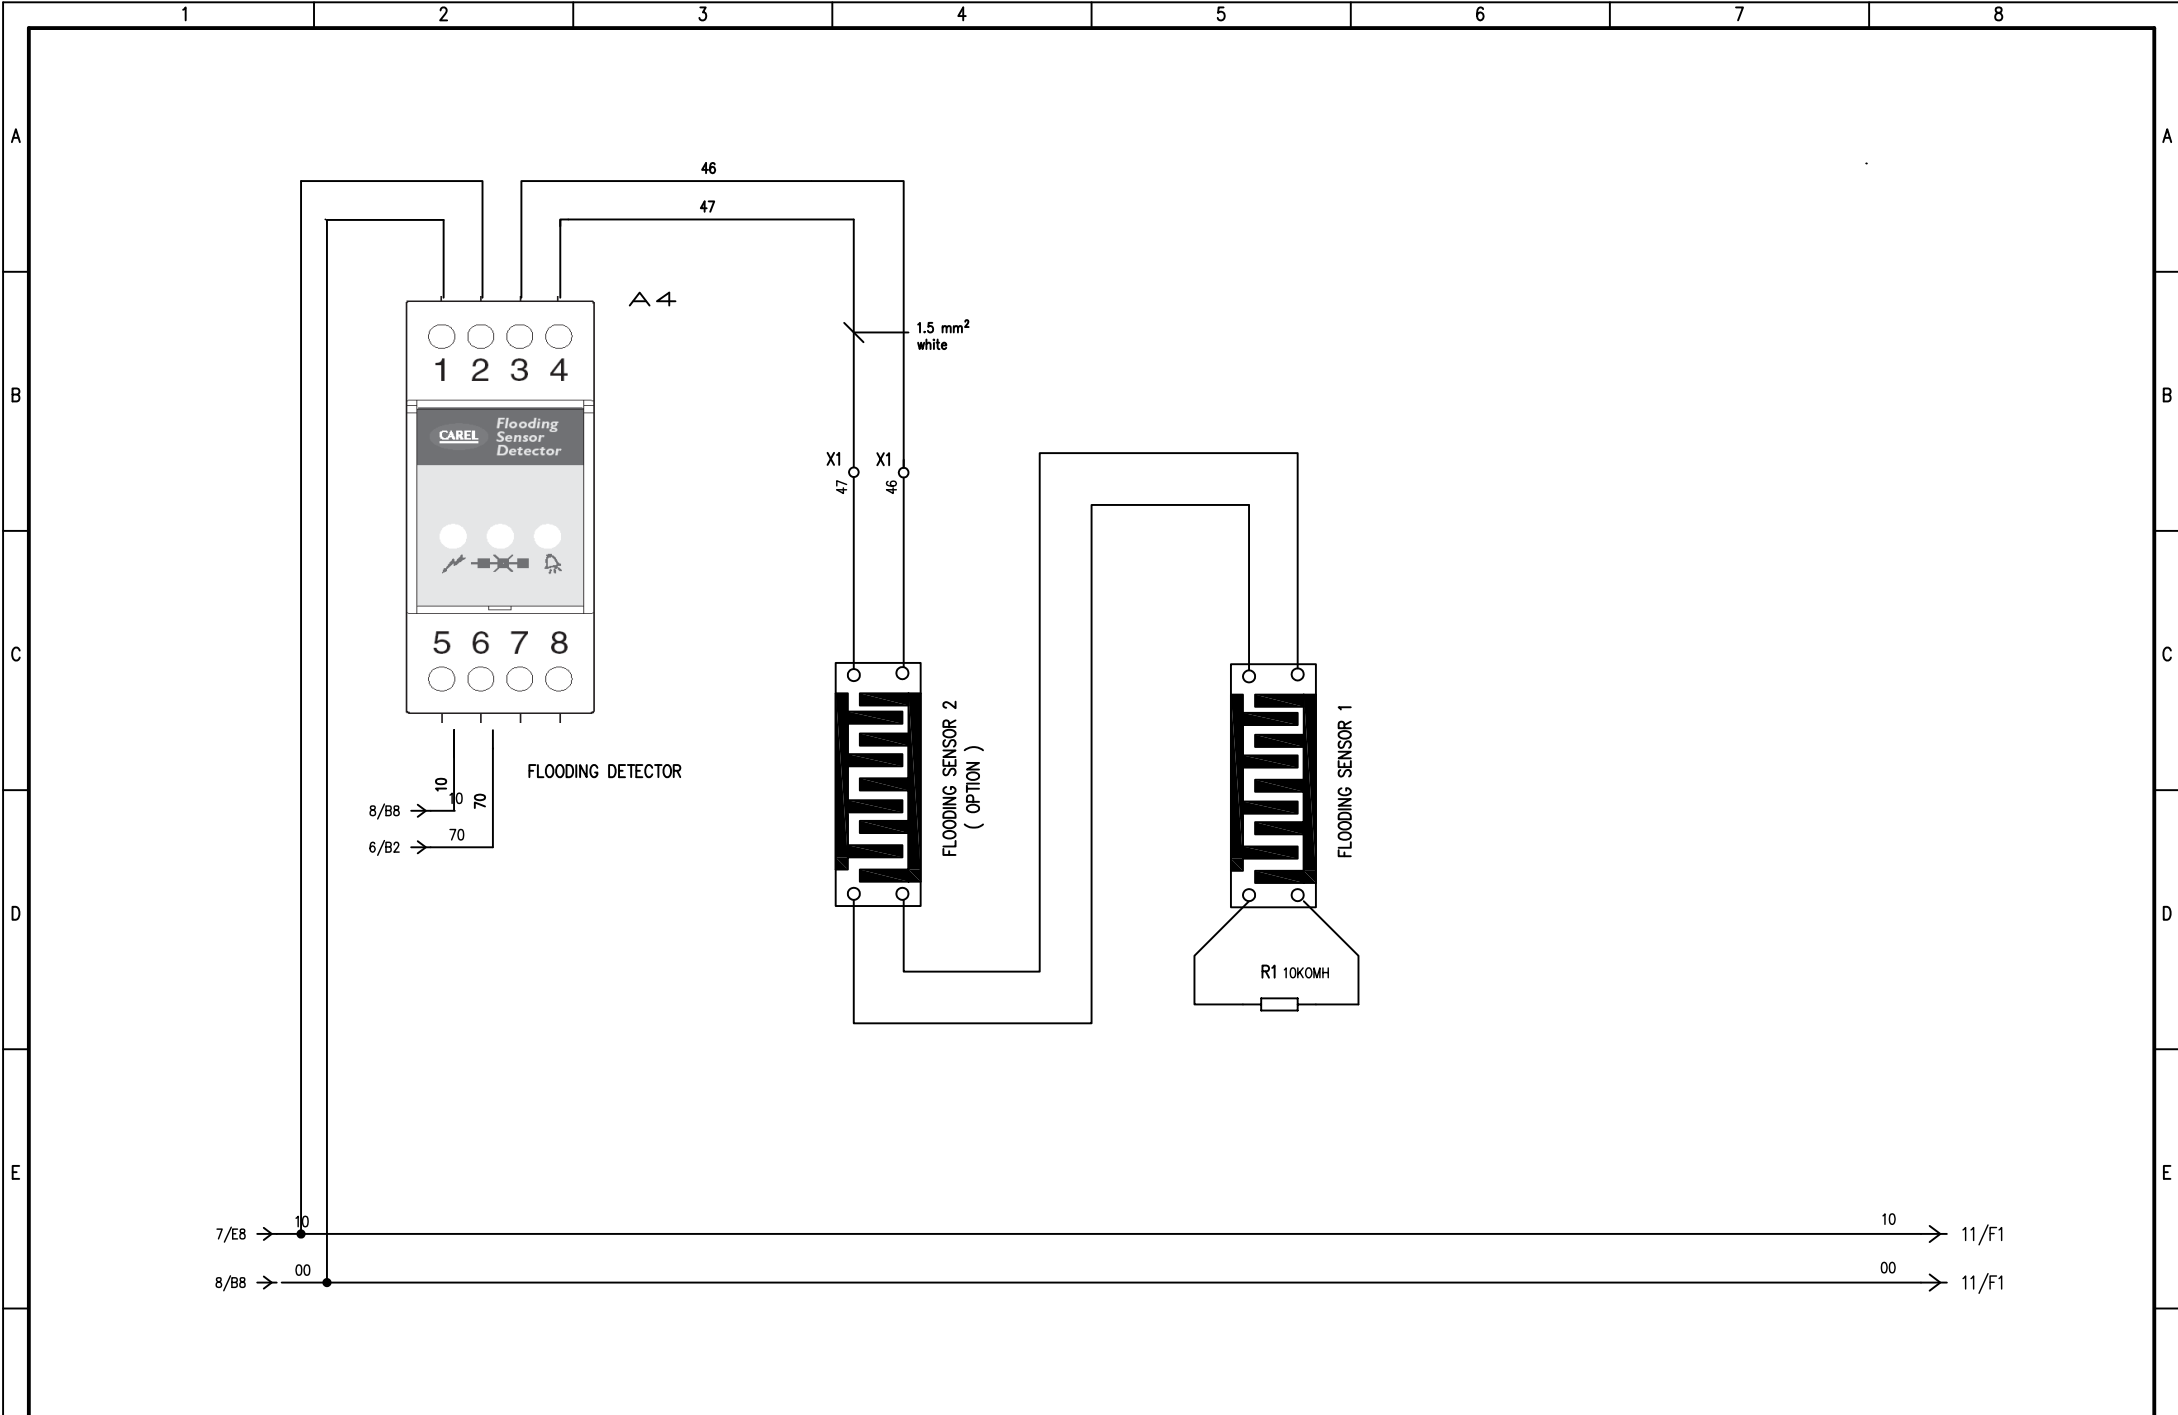 1 2 3 4 5 6 7 8
A A
46
47
A4
1.5 mm²
white
1 2 3 4
B B
CAREL
Flooding
Sensor
Detector
X1 X1
47 46
5 6 7 8
C C
FLOODING SENSOR 2
( OPTION )
FLOODING SENSOR 1
FLOODING DETECTOR
10
70
8/B8 10
6/B2 70
D D
R1 10KOMH
E E
7/E8 10 10 11/F1
8/B8 00 00 11/F1